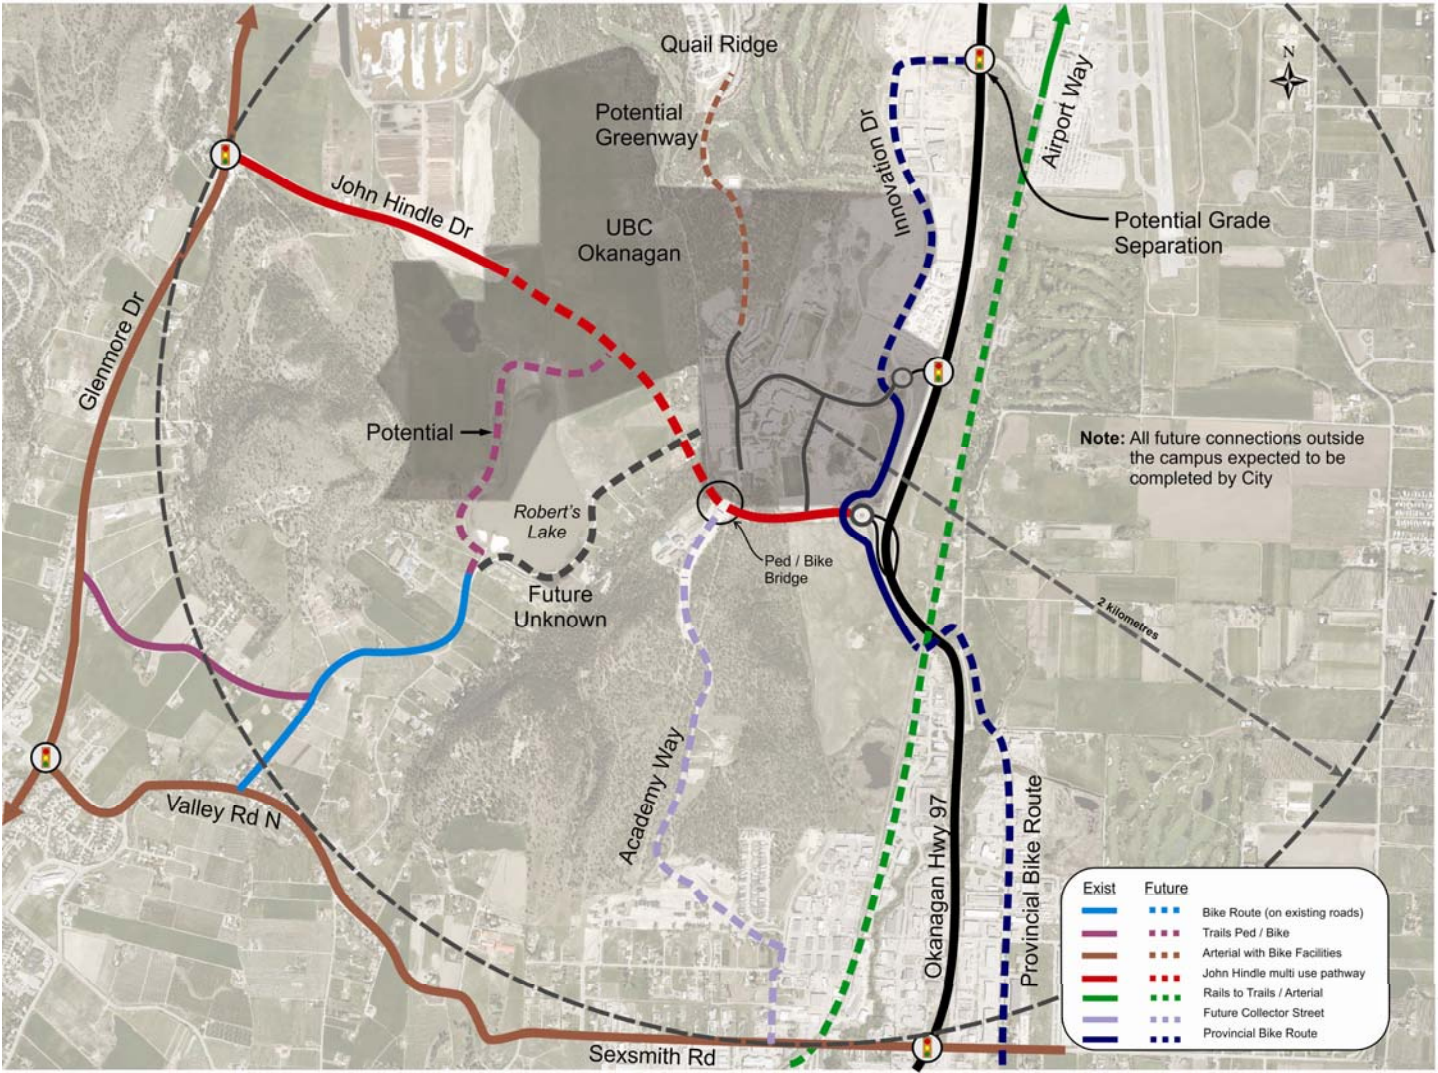 Quail Ridge
N
Potential
Greenway
Innovation Dr
Airport Way
John Hindle Dr
UBC
Okanagan
Potential Grade
Separation
Glenmore Dr
Potential
Note: All future connections outside
the campus expected to be
completed by City
Robert's
Lake
Ped / Bike
Bridge
Future
Unknown
2 kilometres
Academy Way
Valley Rd N
Okanagan Hwy 97
Provincial Bike Route
Sexsmith Rd
Exist Future
Bike Route (on existing roads)
Trails Ped / Bike
Arterial with Bike Facilities
John Hindle multi use pathway
Rails to Trails / Arterial
Future Collector Street
Provincial Bike Route